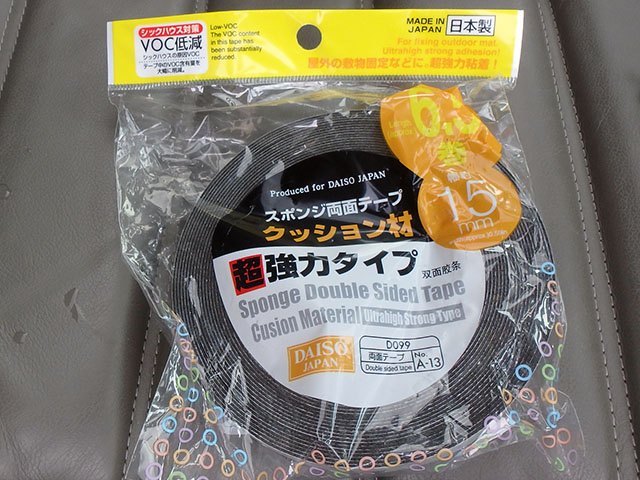 シックハウス対策
VOC低減
シックハウスの原因VOC
テープ中のVOC含有量を
大幅に削減。
Low-VOC
The VOC content
in this tape has
been substantially
reduced
MADE IN
JAPAN
日本製
For fixing outdoor mat.
Ultrahigh strong adhesion!
屋外の敷物固定などに。超強力粘着!
Length
approx
巻
15
mm
Produced for DAISO JAPAN
スポンジ両面テープ
クッション材
超強力タイプ
双面胶条
Sponge Double Sided Tape
Cusion Material Ultrahigh Strong Type
DAISO
JAPAN
D099
両面テープ
Double sided tape
No.
A-13